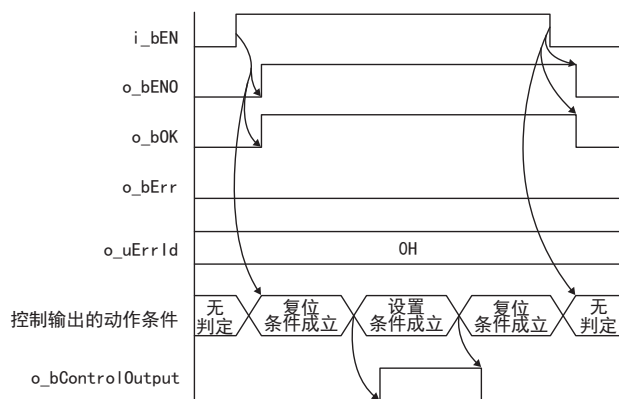 i_bEN
o_bENO
o_bOK
o_bErr
o_uErrId
0H
控制输出的动作条件
无
判定
复位
条件成立
设置
条件成立
复位
条件成立
无
判定
o_bControlOutput